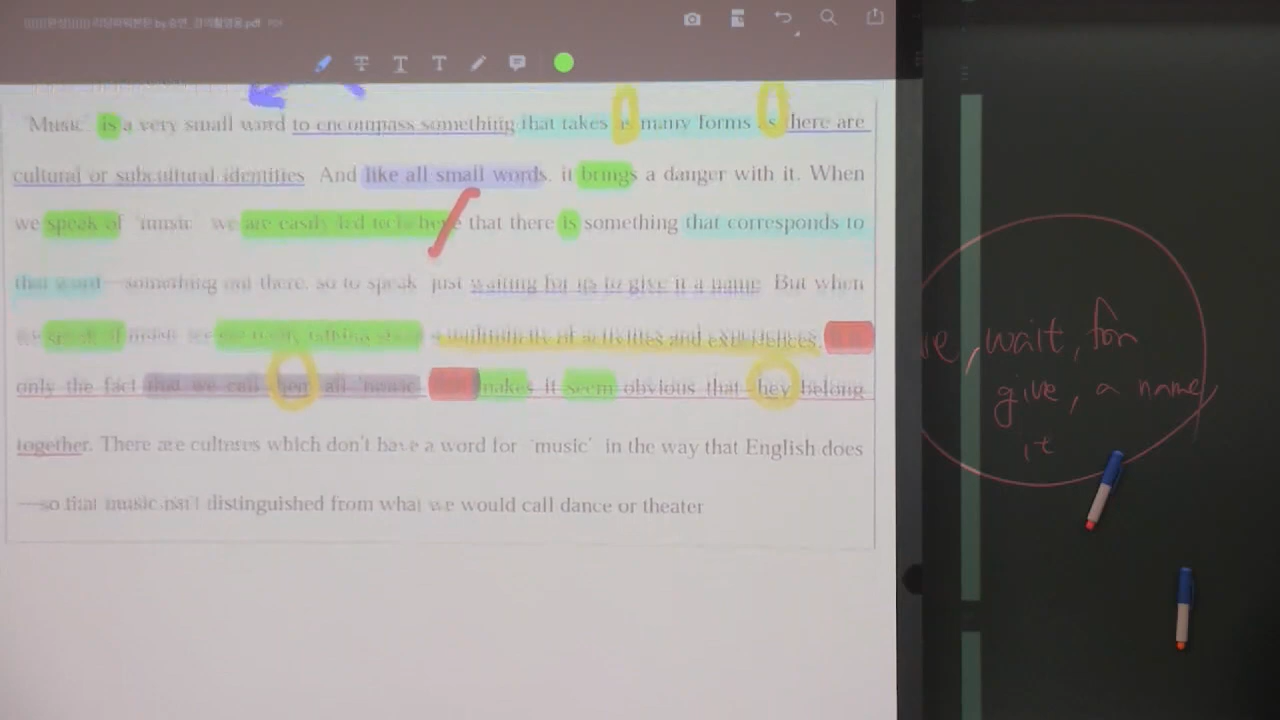 Music is a very small word to encompass something that takes as many forms as there are
cultural or subcultural identities And like all small words, it brings a danger with it. When
we speak of 'music' we are easily led to believe that there is something that corresponds to
that word—something out there, so to speak just waiting for us to give it a name But when
we speak of music we are really talking about a multiplicity of activities and experiences,
only the fact that we call them all 'music' makes it seem obvious that they belong
together. There are cultures which don't have a word for 'music' in the way that English does
—so that music isn't distinguished from what we would call dance or theater
wait, for
give, a name
it